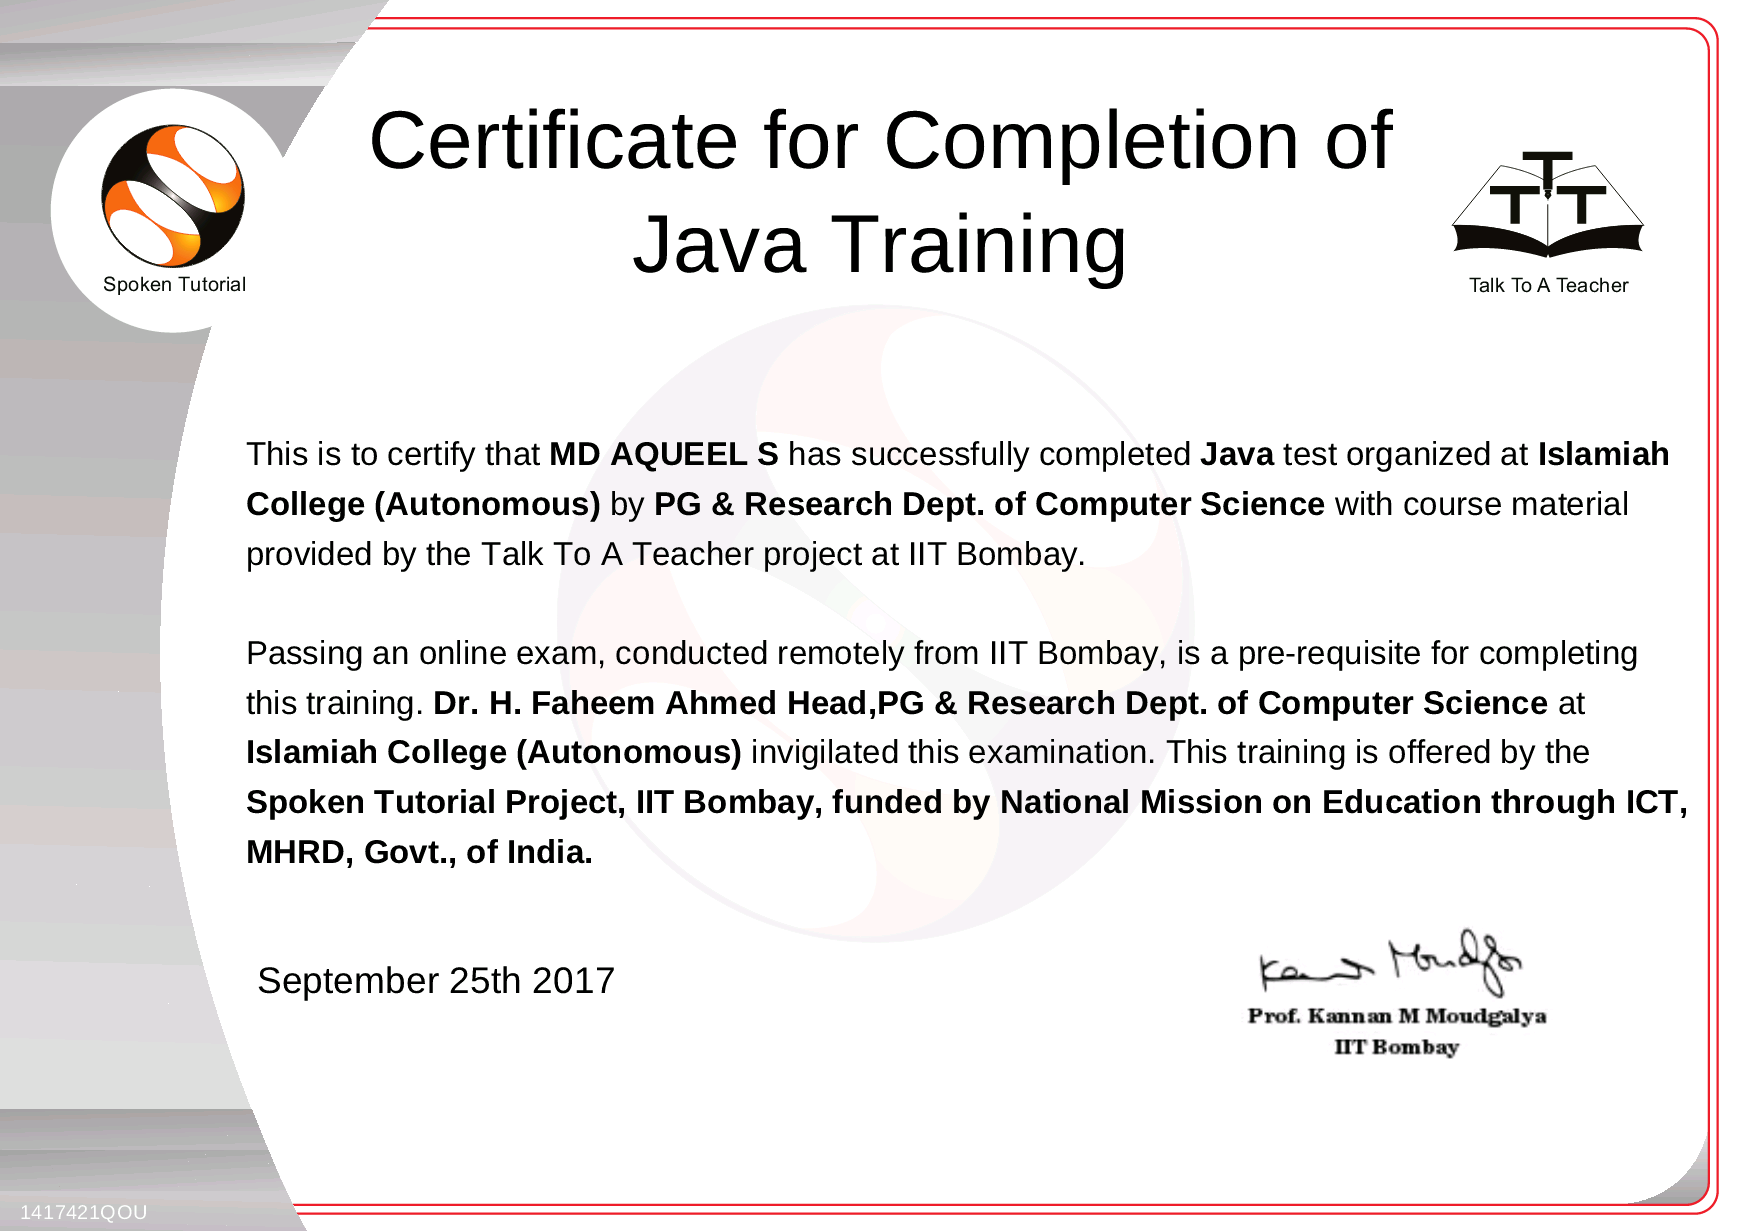 Certificate for Completion of
Java Training
Spoken Tutorial
TTT
Talk To A Teacher
This is to certify that MD AQUEEL S has successfully completed Java test organized at Islamiah
College (Autonomous) by PG & Research Dept. of Computer Science with course material
provided by the Talk To A Teacher project at IIT Bombay.
Passing an online exam, conducted remotely from IIT Bombay, is a pre-requisite for completing
this training. Dr. H. Faheem Ahmed Head,PG & Research Dept. of Computer Science at
Islamiah College (Autonomous) invigilated this examination. This training is offered by the
Spoken Tutorial Project, IIT Bombay, funded by National Mission on Education through ICT,
MHRD, Govt., of India.
September 25th 2017
Prof. Kannan M Moudgalya
IIT Bombay
1417421QOU